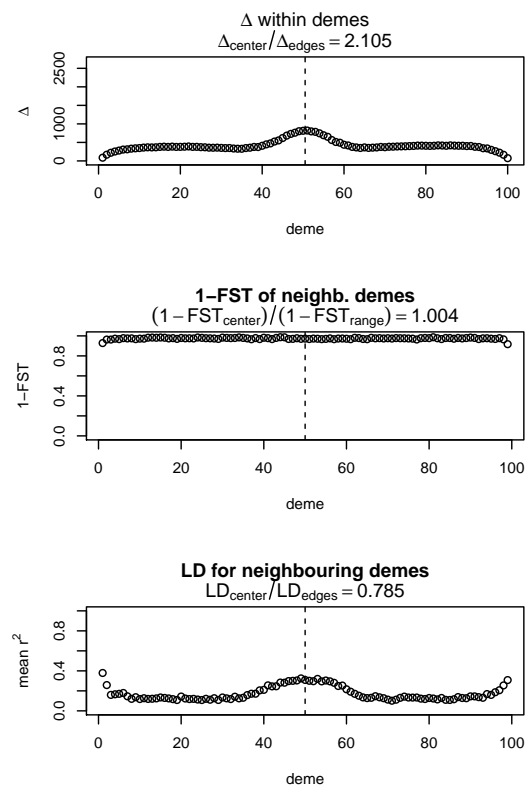 Δ within demes
Δcenter/Δedges = 2.105
Δ
0 1000 2500
0 20 40 60 80 100
deme
1−FST of neighb. demes
(1 − FSTcenter)/(1 − FSTrange) = 1.004
1−FST
0.0 0.4 0.8
0 20 40 60 80 100
deme
LD for neighbouring demes
LDcenter/LDedges = 0.785
mean r²
0.0 0.4 0.8
0 20 40 60 80 100
deme